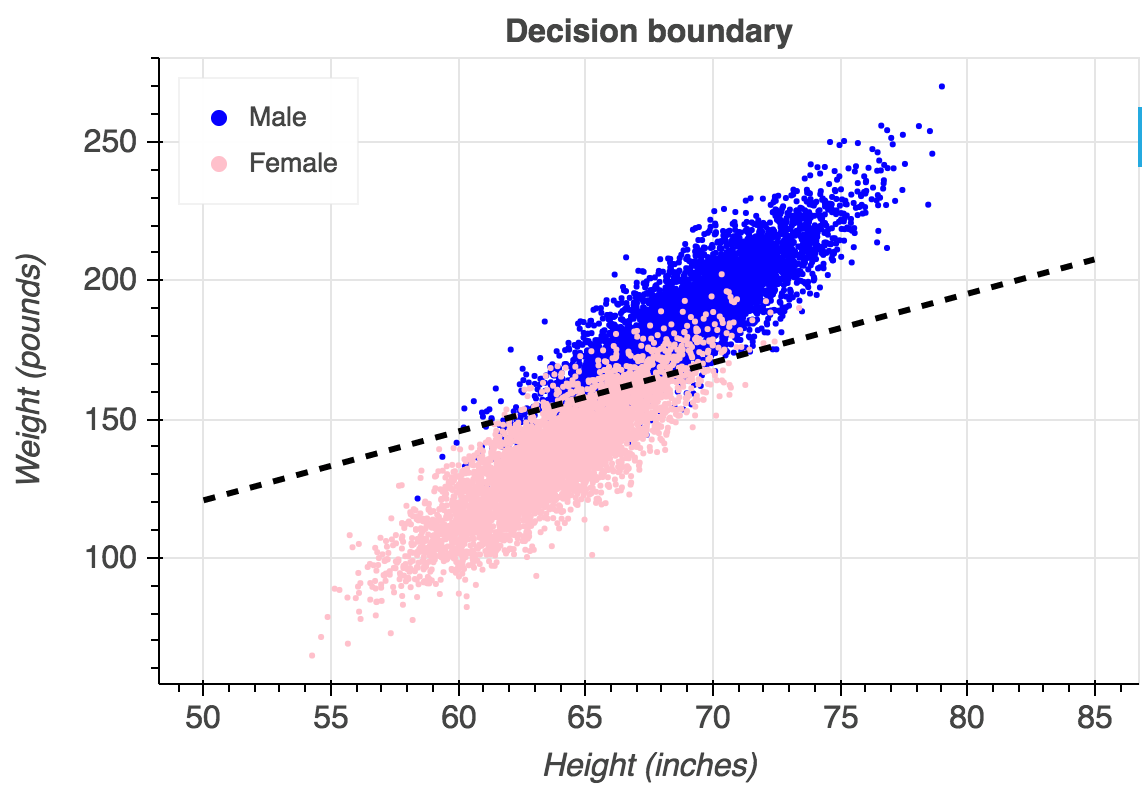 Decision boundary
Male
Female
250
200
150
100
Weight (pounds)
50 55 60 65 70 75 80 85
Height (inches)